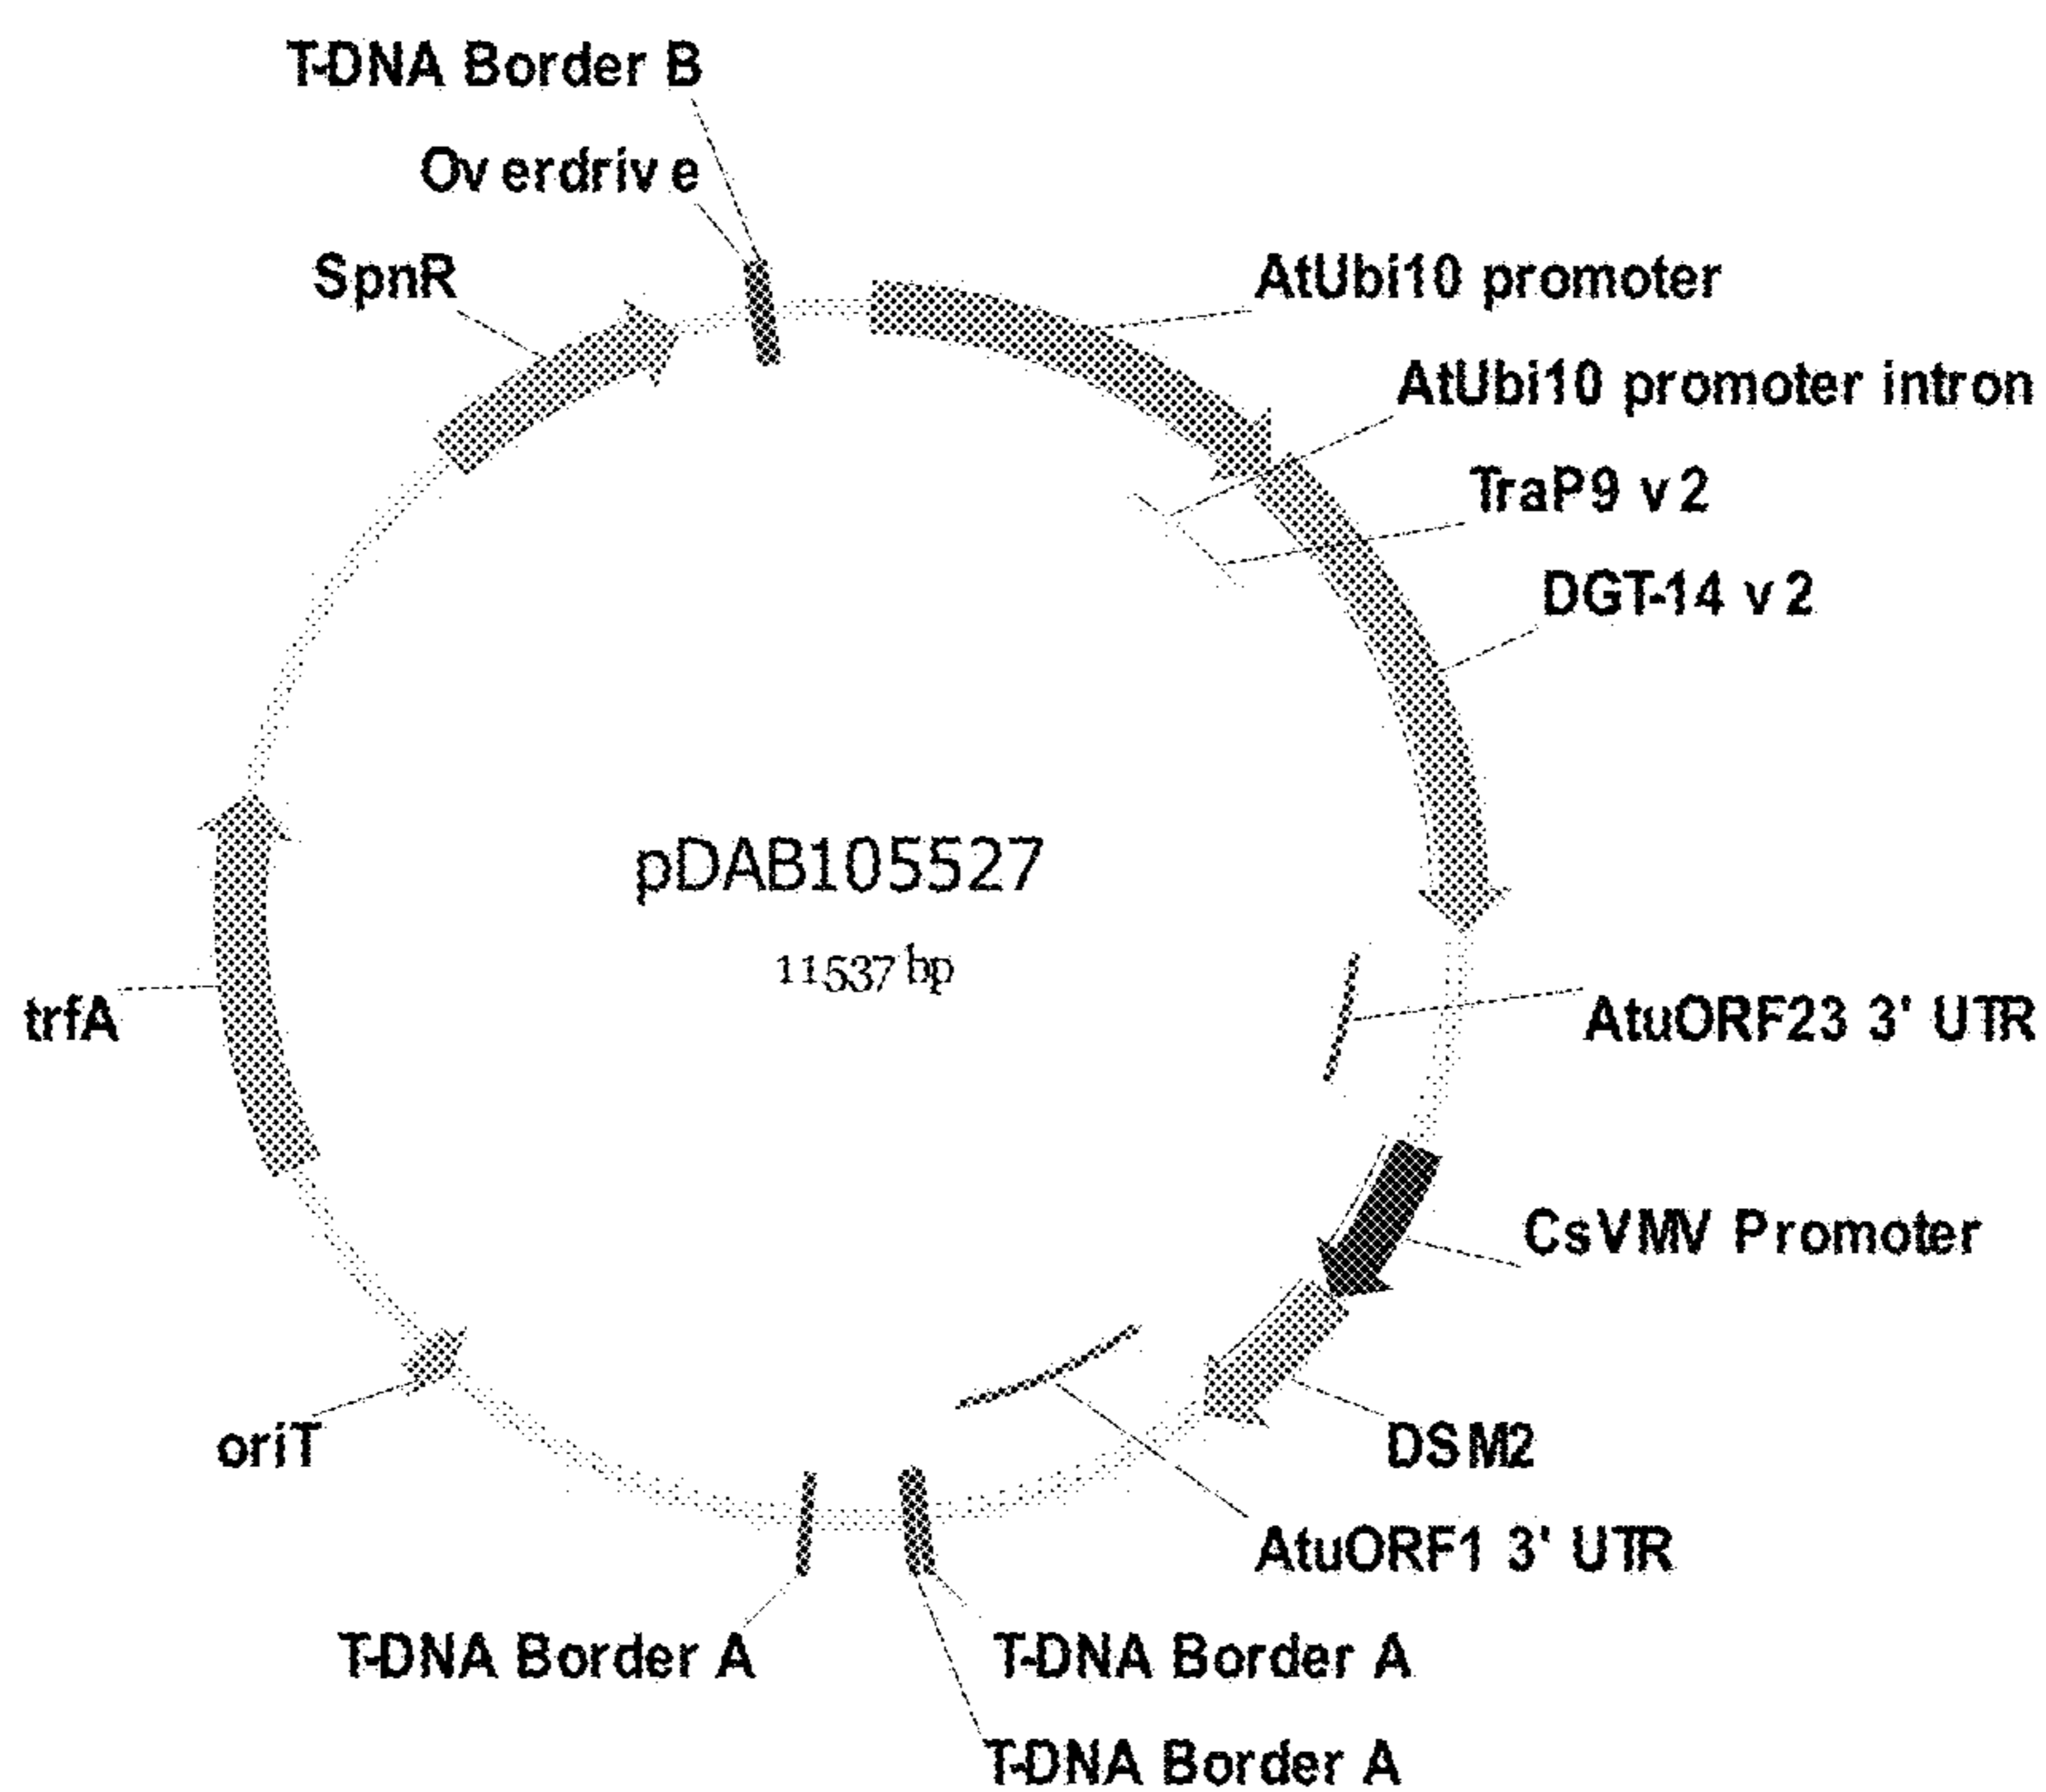 T-DNA Border B
Overdrive
SpnR
AtUbi10 promoter
AtUbi10 promoter intron
TraP9 v2
DGT-14 v2
pDAB105527
11537 bp
trfA
AtuORF23 3' UTR
CsVMV Promoter
oriT
DSM2
AtuORF1 3' UTR
T-DNA Border A
T-DNA Border A
T-DNA Border A